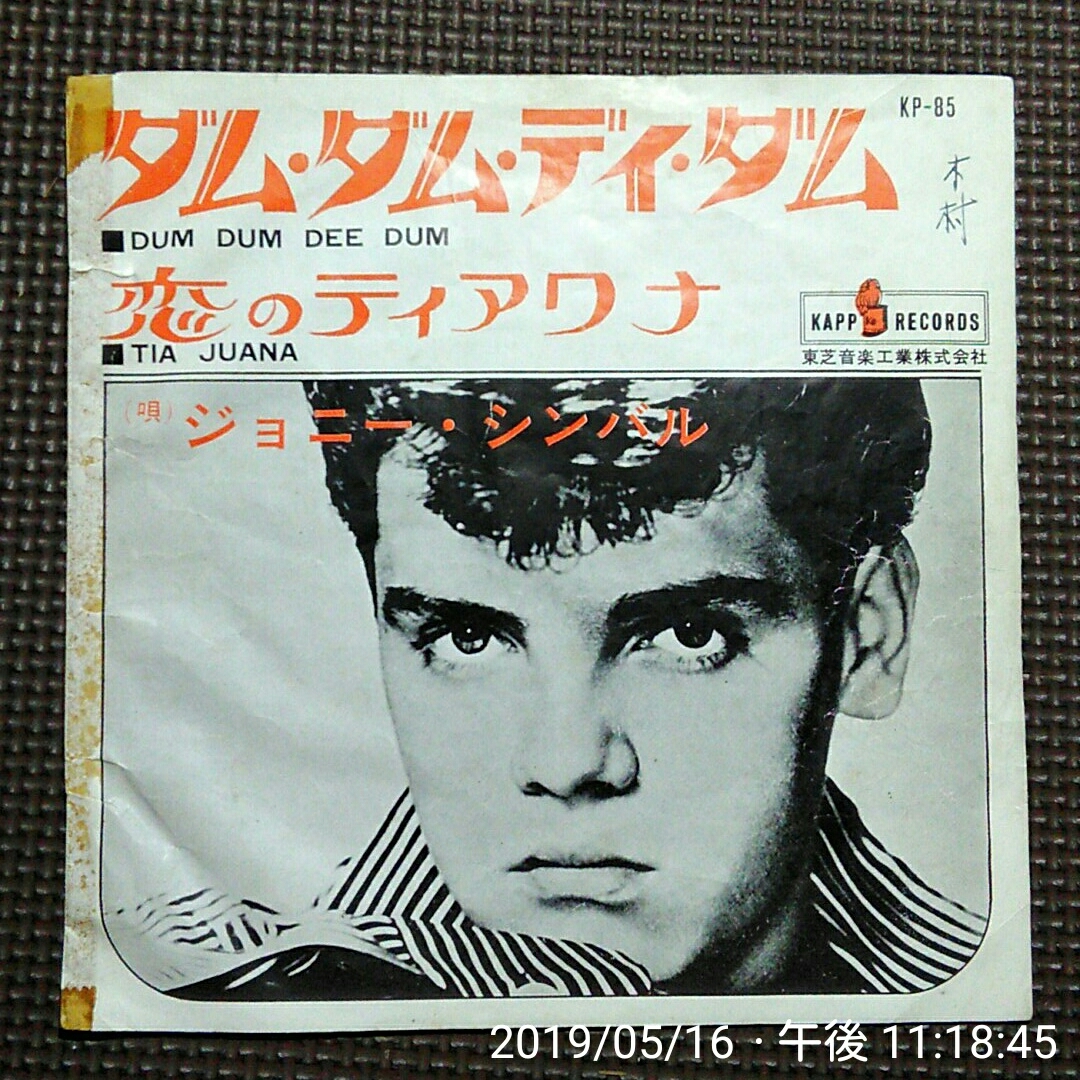 ダム・ダム・ディ・ダム
KP-85
木村
■DUM DUM DEE DUM
恋のティアワナ
■TIA JUANA
KAPP RECORDS
東芝音楽工業株式会社
(唄) ジョニー・シンバル
2019/05/16・午後 11:18:45